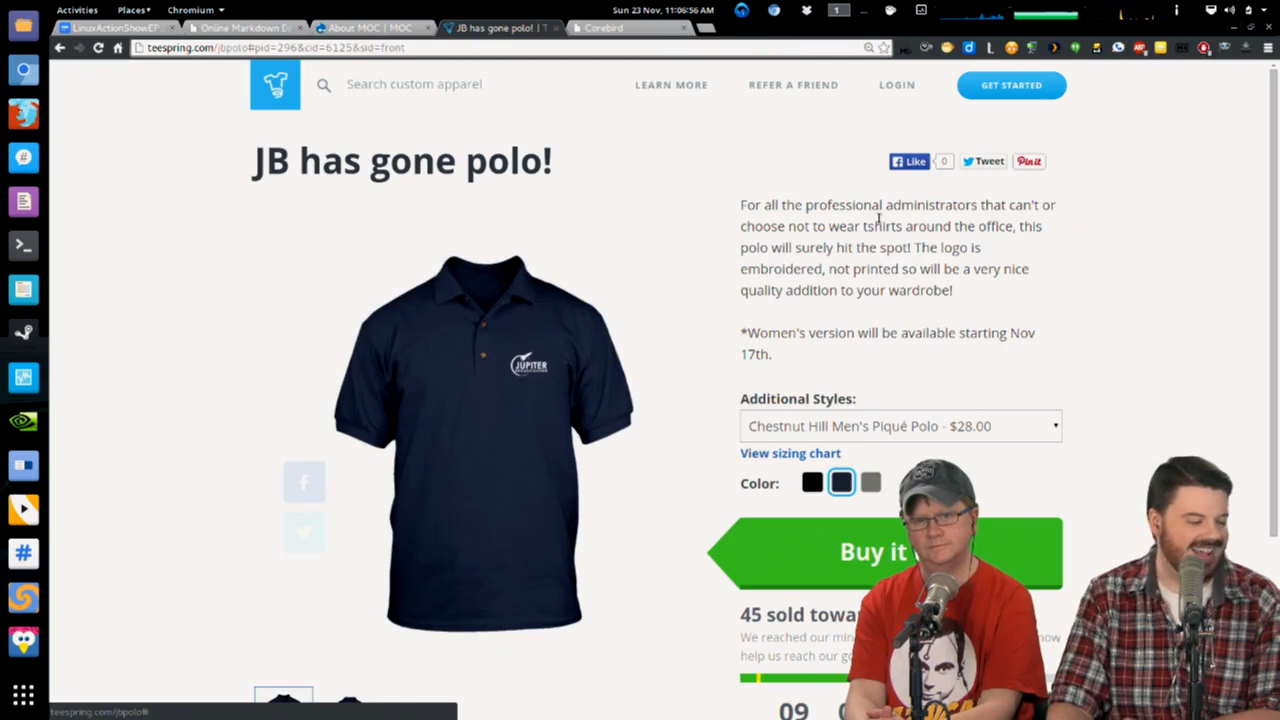 Activities Places Chromium Sun 23 Nov, 11:06:56 AM 1 ...
LinuxActionShowEP Online Markdown Ed About MOC | MOC JB has gone polo! | T Corebird
teespring.com/jbpolo#pid=296&cid=6125&sid=front
Search custom apparel LEARN MORE REFER A FRIEND LOGIN GET STARTED
JB has gone polo!
Like 0 Tweet Pin it
For all the professional administrators that can't or
choose not to wear tshirts around the office, this
polo will surely hit the spot! The logo is
embroidered, not printed so will be a very nice
quality addition to your wardrobe!
*Women's version will be available starting Nov
17th.
JUPITER
BROADCASTING
Additional Styles:
Chestnut Hill Men's Piqué Polo - $28.00
View sizing chart
Color:
Buy it
45 sold towa
We reached our min now
help us reach our go
09
teespring.com/jbpolo#